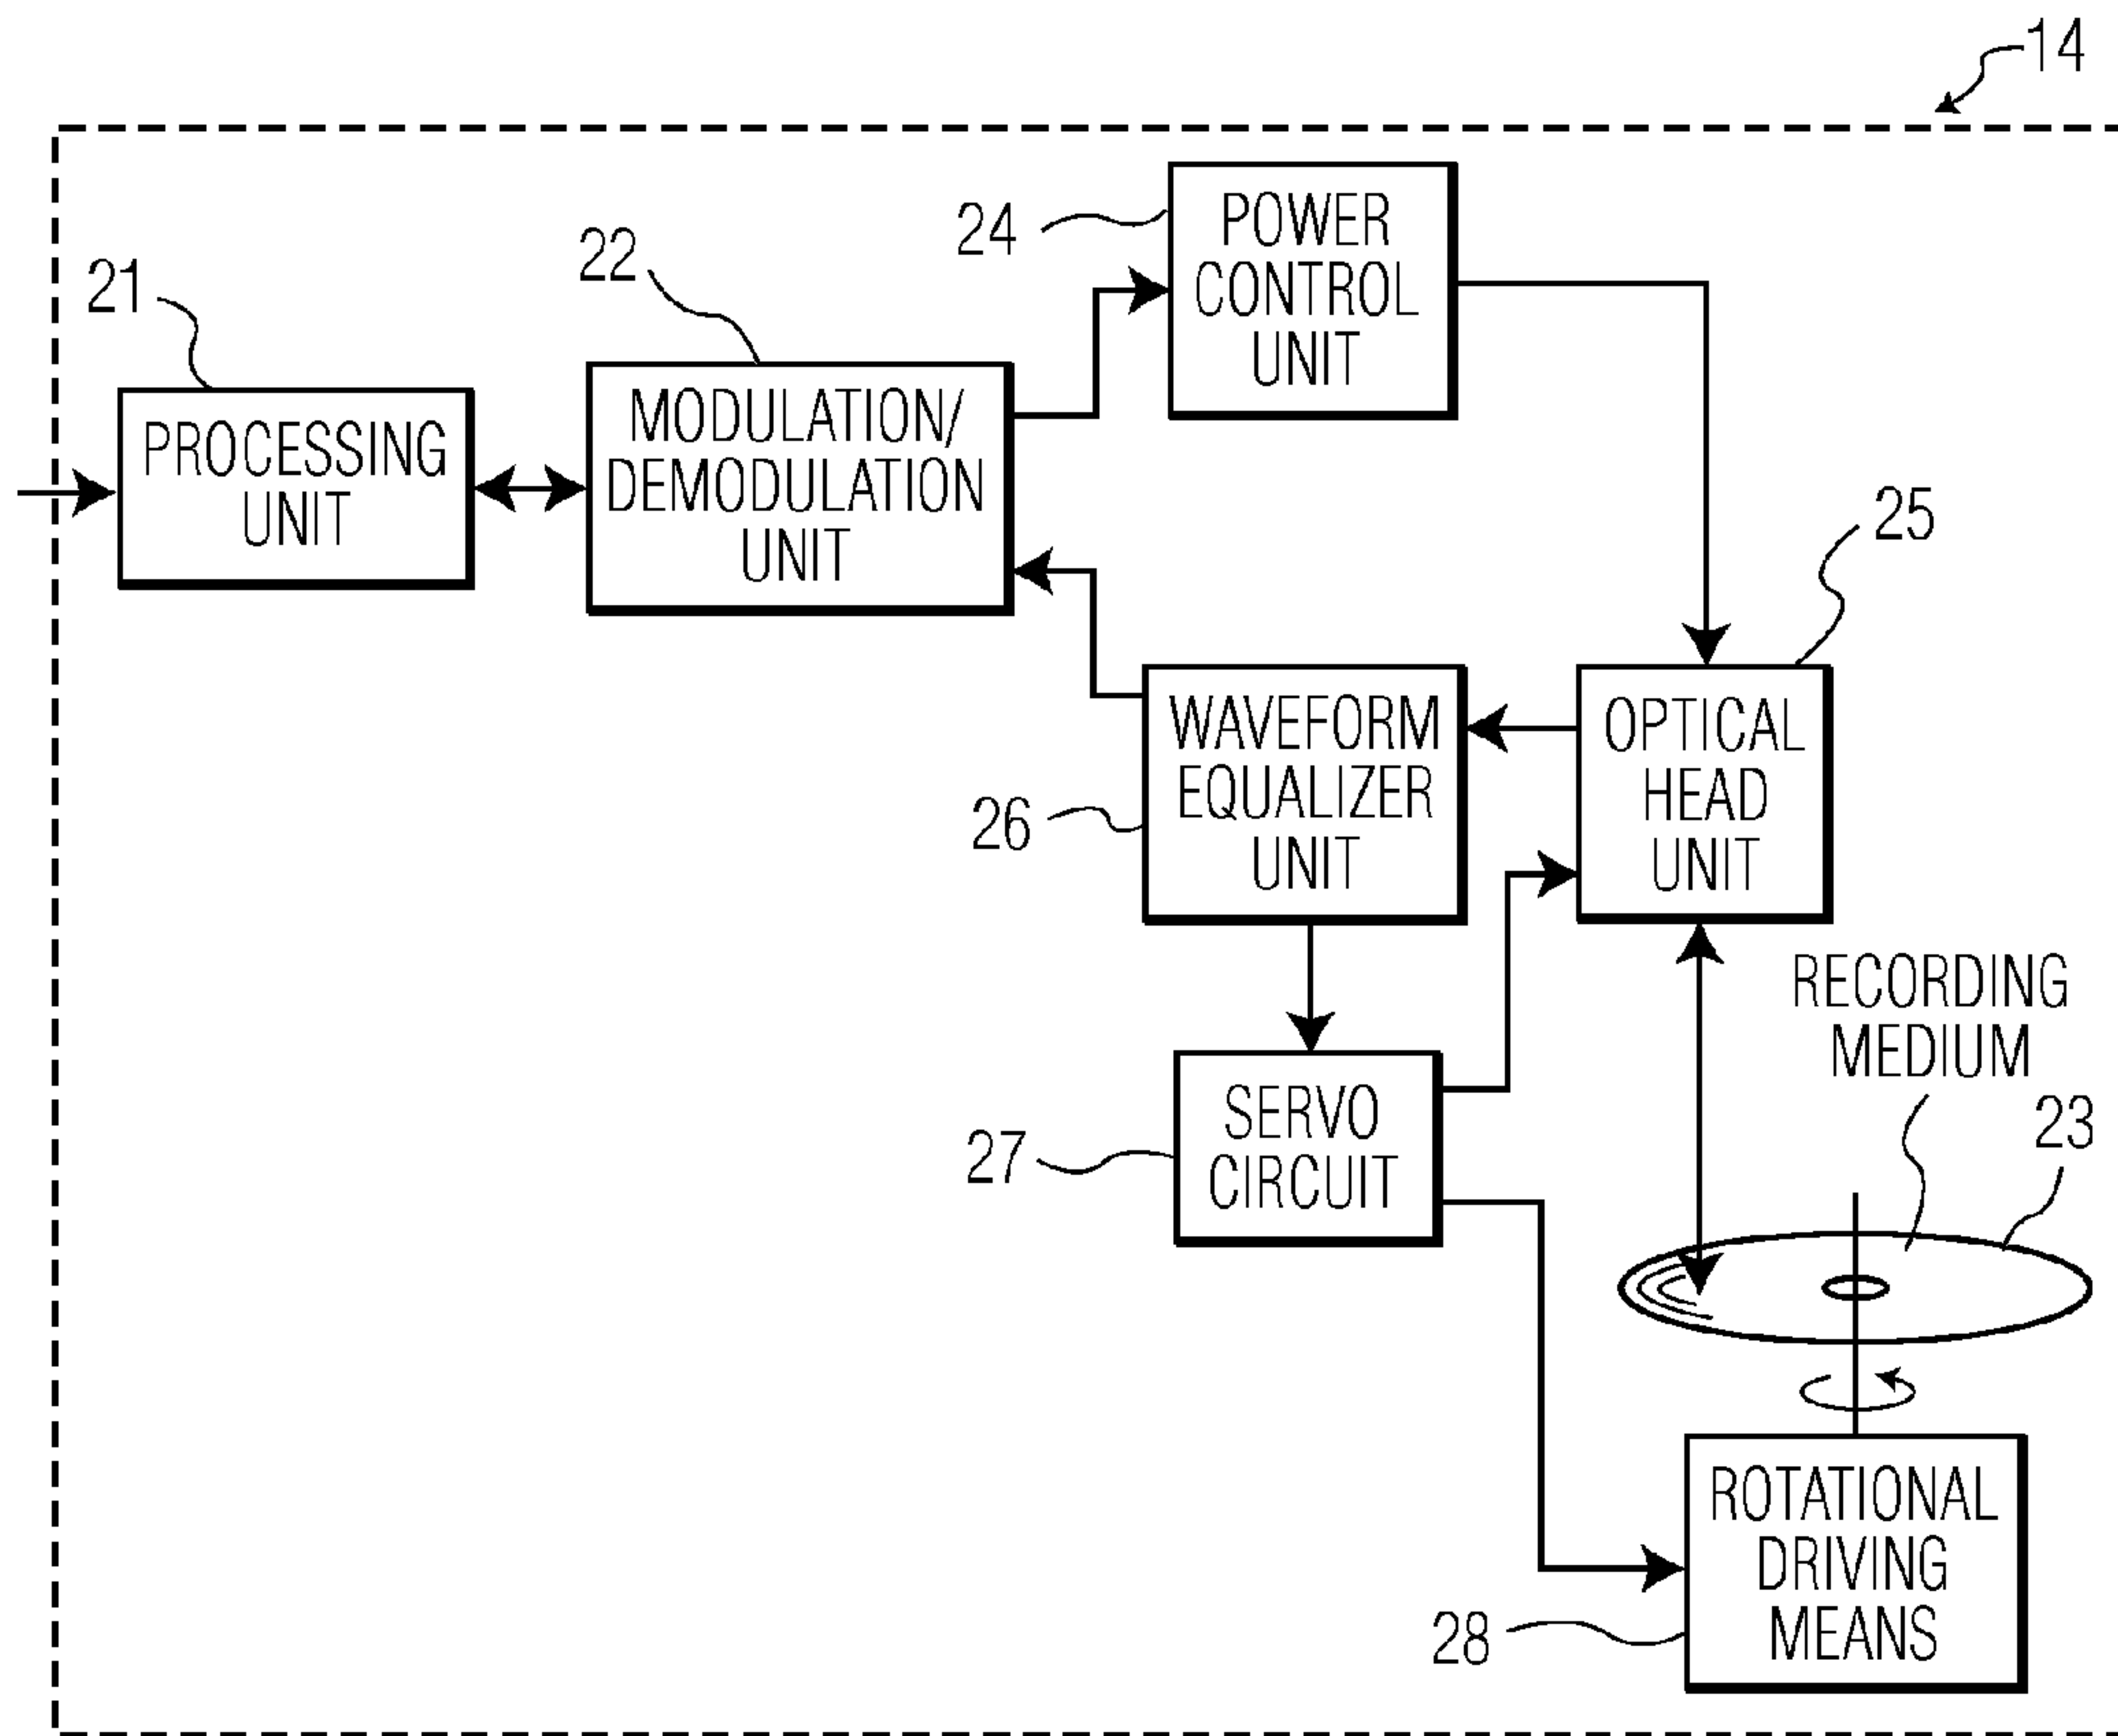 14
24
POWER
CONTROL
UNIT
22
21
MODULATION/
DEMODULATION
UNIT
PROCESSING
UNIT
25
WAVEFORM
EQUALIZER
UNIT
26
OPTICAL
HEAD
UNIT
RECORDING
MEDIUM
23
SERVO
CIRCUIT
27
ROTATIONAL
DRIVING
MEANS
28